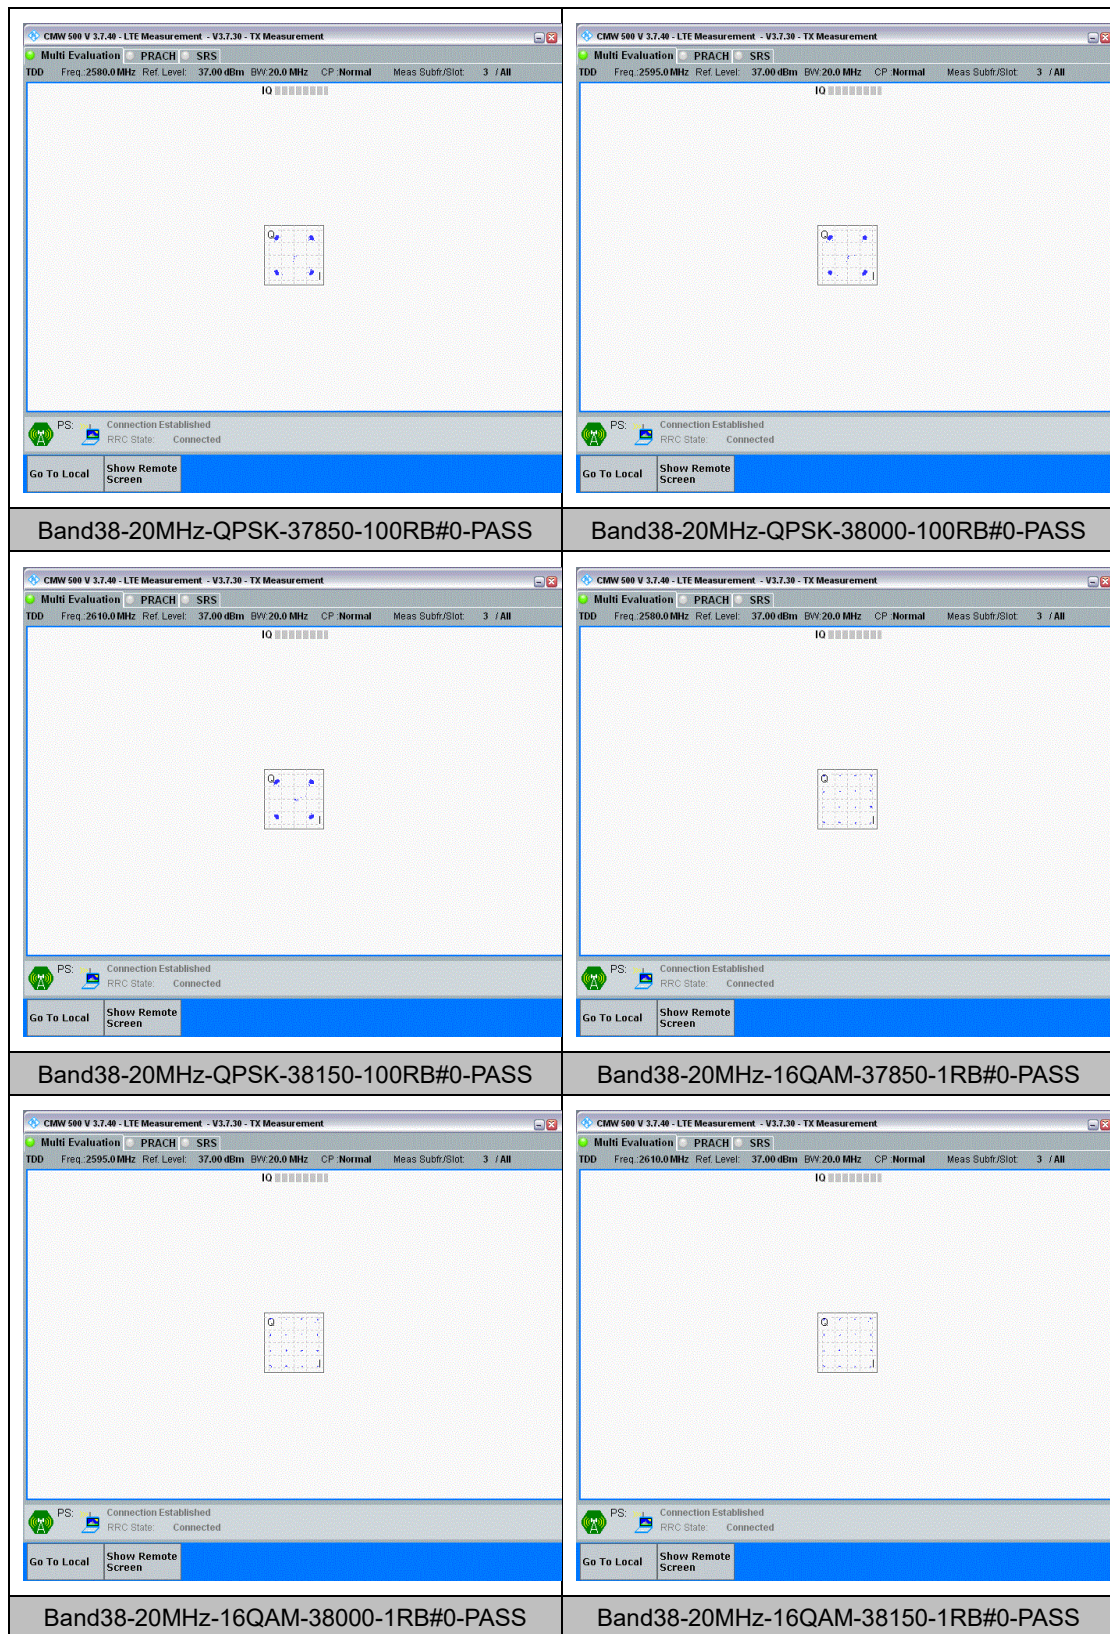 CMW 500 V 3.7.40 - LTE Measurement - V3.7.30 - TX Measurement
Multi Evaluation PRACH SRS
TDD Freq.:2580.0 MHz Ref. Level: 37.00 dBm BW:20.0 MHz CP :Normal Meas Subfr./Slot: 3 / All
IQ
Q
I
PS: Connection Established
RRC State: Connected
Go To Local Show Remote
Screen
Band38-20MHz-QPSK-37850-100RB#0-PASS
CMW 500 V 3.7.40 - LTE Measurement - V3.7.30 - TX Measurement
Multi Evaluation PRACH SRS
TDD Freq.:2595.0 MHz Ref. Level: 37.00 dBm BW:20.0 MHz CP :Normal Meas Subfr./Slot: 3 / All
IQ
Q
I
PS: Connection Established
RRC State: Connected
Go To Local Show Remote
Screen
Band38-20MHz-QPSK-38000-100RB#0-PASS
CMW 500 V 3.7.40 - LTE Measurement - V3.7.30 - TX Measurement
Multi Evaluation PRACH SRS
TDD Freq.:2610.0 MHz Ref. Level: 37.00 dBm BW:20.0 MHz CP :Normal Meas Subfr./Slot: 3 / All
IQ
Q
I
PS: Connection Established
RRC State: Connected
Go To Local Show Remote
Screen
Band38-20MHz-QPSK-38150-100RB#0-PASS
CMW 500 V 3.7.40 - LTE Measurement - V3.7.30 - TX Measurement
Multi Evaluation PRACH SRS
TDD Freq.:2580.0 MHz Ref. Level: 37.00 dBm BW:20.0 MHz CP :Normal Meas Subfr./Slot: 3 / All
IQ
Q
I
PS: Connection Established
RRC State: Connected
Go To Local Show Remote
Screen
Band38-20MHz-16QAM-37850-1RB#0-PASS
CMW 500 V 3.7.40 - LTE Measurement - V3.7.30 - TX Measurement
Multi Evaluation PRACH SRS
TDD Freq.:2595.0 MHz Ref. Level: 37.00 dBm BW:20.0 MHz CP :Normal Meas Subfr./Slot: 3 / All
IQ
Q
I
PS: Connection Established
RRC State: Connected
Go To Local Show Remote
Screen
Band38-20MHz-16QAM-38000-1RB#0-PASS
CMW 500 V 3.7.40 - LTE Measurement - V3.7.30 - TX Measurement
Multi Evaluation PRACH SRS
TDD Freq.:2610.0 MHz Ref. Level: 37.00 dBm BW:20.0 MHz CP :Normal Meas Subfr./Slot: 3 / All
IQ
Q
I
PS: Connection Established
RRC State: Connected
Go To Local Show Remote
Screen
Band38-20MHz-16QAM-38150-1RB#0-PASS